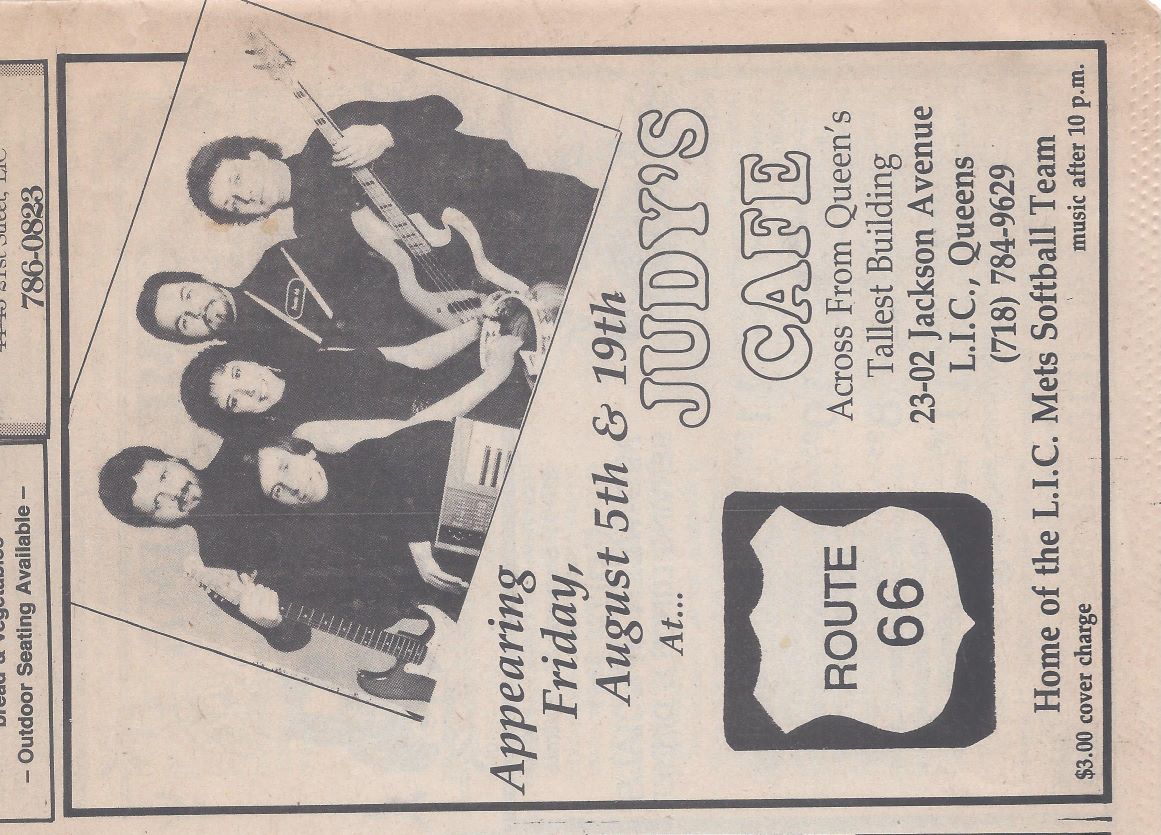 786-0823
– Outdoor Seating Available –
Appearing
Friday,
August 5th & 19th
At...
JUDY'S
CAFE
ROUTE
66
Across From Queen's
Tallest Building
23-02 Jackson Avenue
L.I.C., Queens
(718) 784-9629
Home of the L.I.C. Mets Softball Team
$3.00 cover charge
music after 10 p.m.